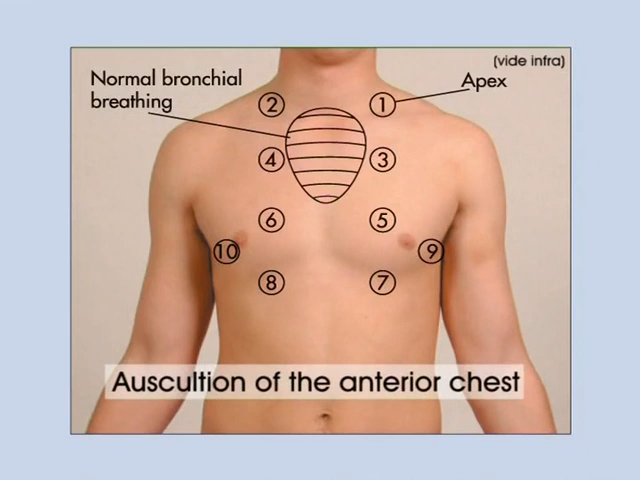 (vide infra)
Normal bronchial
breathing
Apex
2
1
4
3
6
5
10
9
8
7
Auscultion of the anterior chest